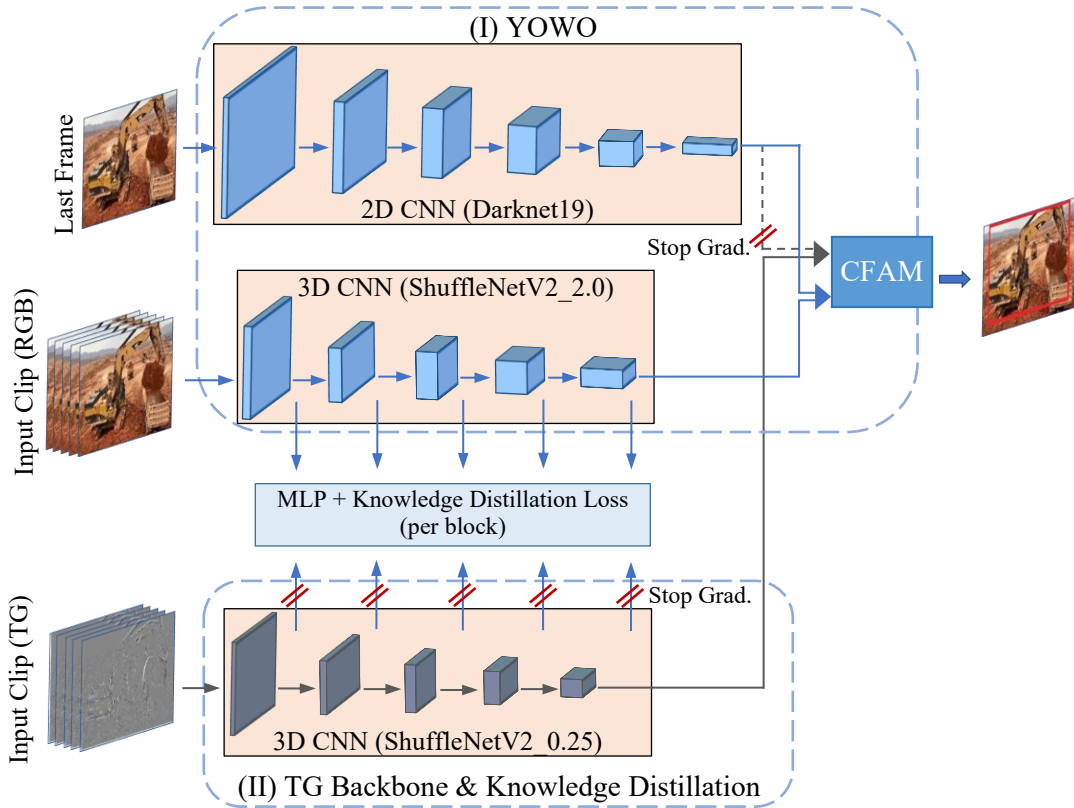 (I) YOWO
Last Frame
2D CNN (Darknet19)
Stop Grad.
CFAM
Input Clip (RGB)
3D CNN (ShuffleNetV2_2.0)
MLP + Knowledge Distillation Loss
(per block)
Stop Grad.
Input Clip (TG)
3D CNN (ShuffleNetV2_0.25)
(II) TG Backbone & Knowledge Distillation